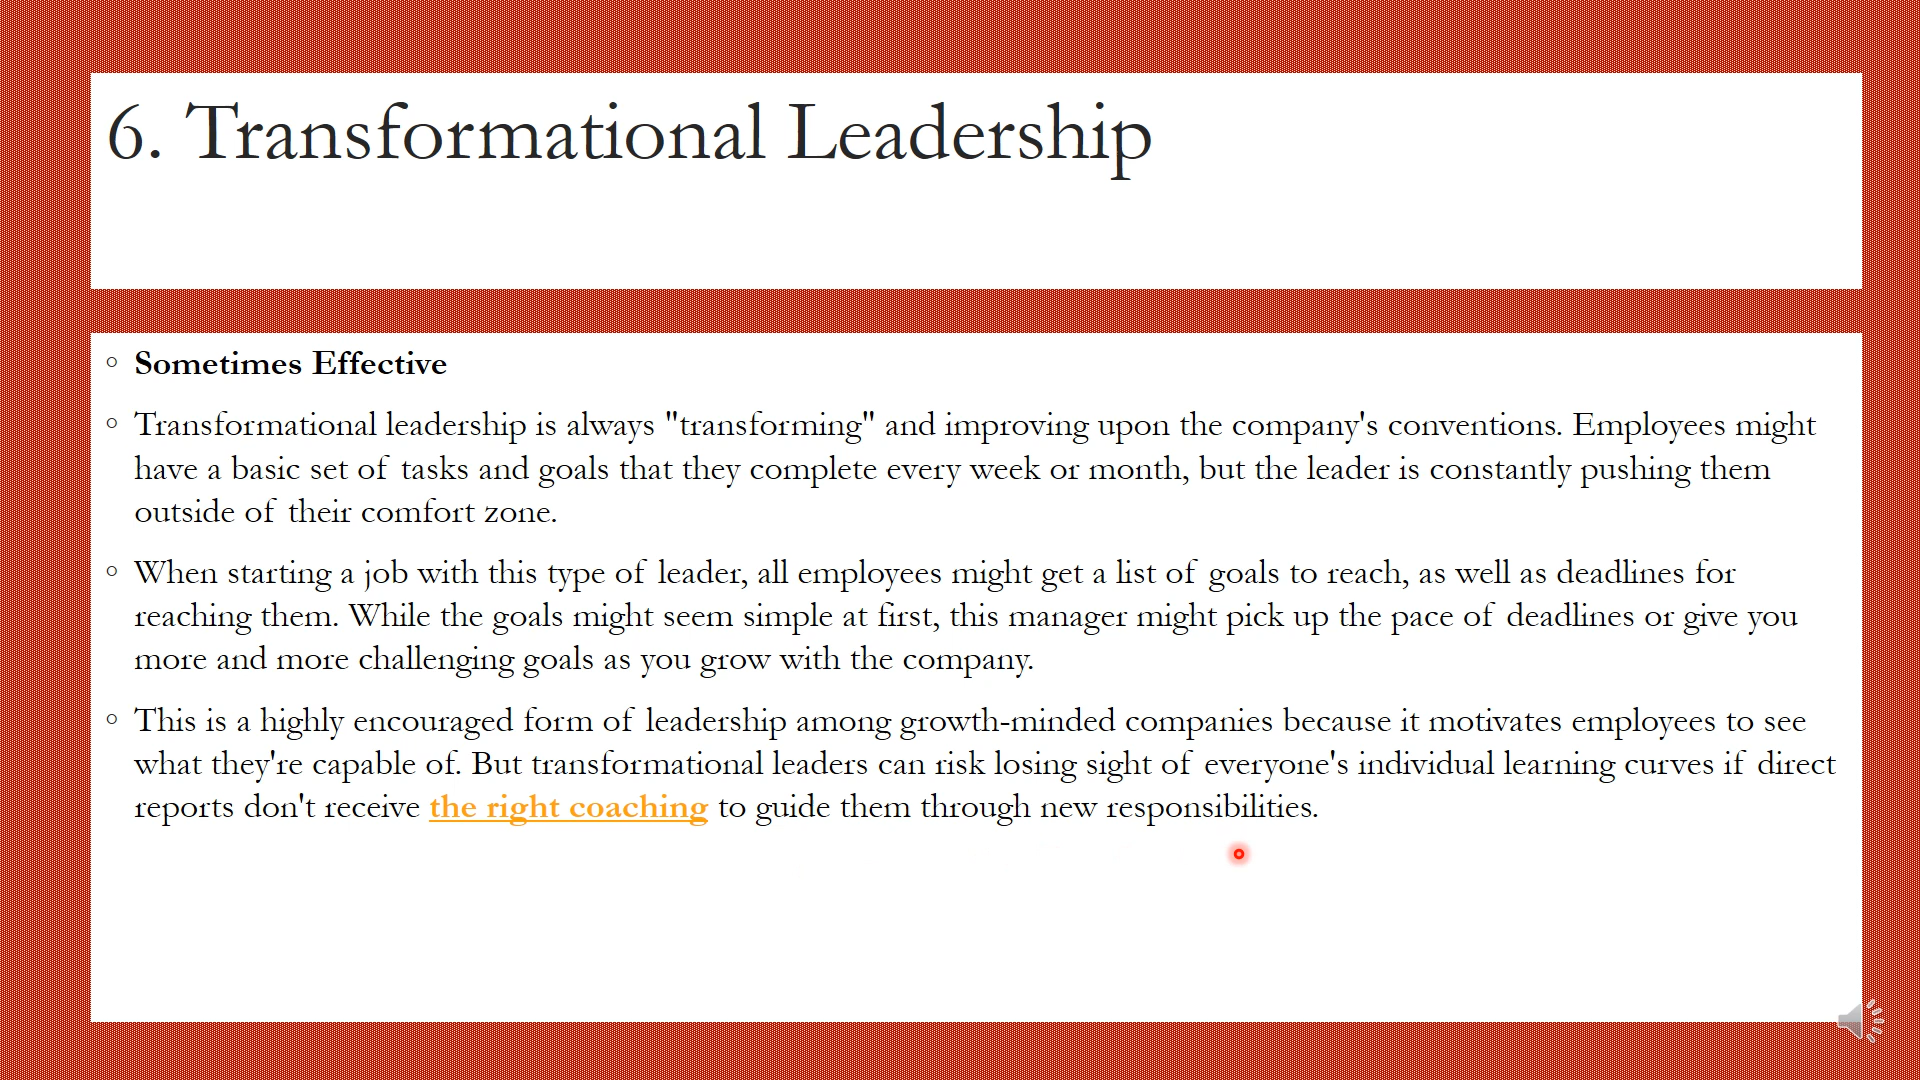 6. Transformational Leadership
Sometimes Effective
Transformational leadership is always "transforming" and improving upon the company's conventions. Employees might
have a basic set of tasks and goals that they complete every week or month, but the leader is constantly pushing them
outside of their comfort zone.
When starting a job with this type of leader, all employees might get a list of goals to reach, as well as deadlines for
reaching them. While the goals might seem simple at first, this manager might pick up the pace of deadlines or give you
more and more challenging goals as you grow with the company.
This is a highly encouraged form of leadership among growth-minded companies because it motivates employees to see
what they're capable of. But transformational leaders can risk losing sight of everyone's individual learning curves if direct
reports don't receive the right coaching to guide them through new responsibilities.